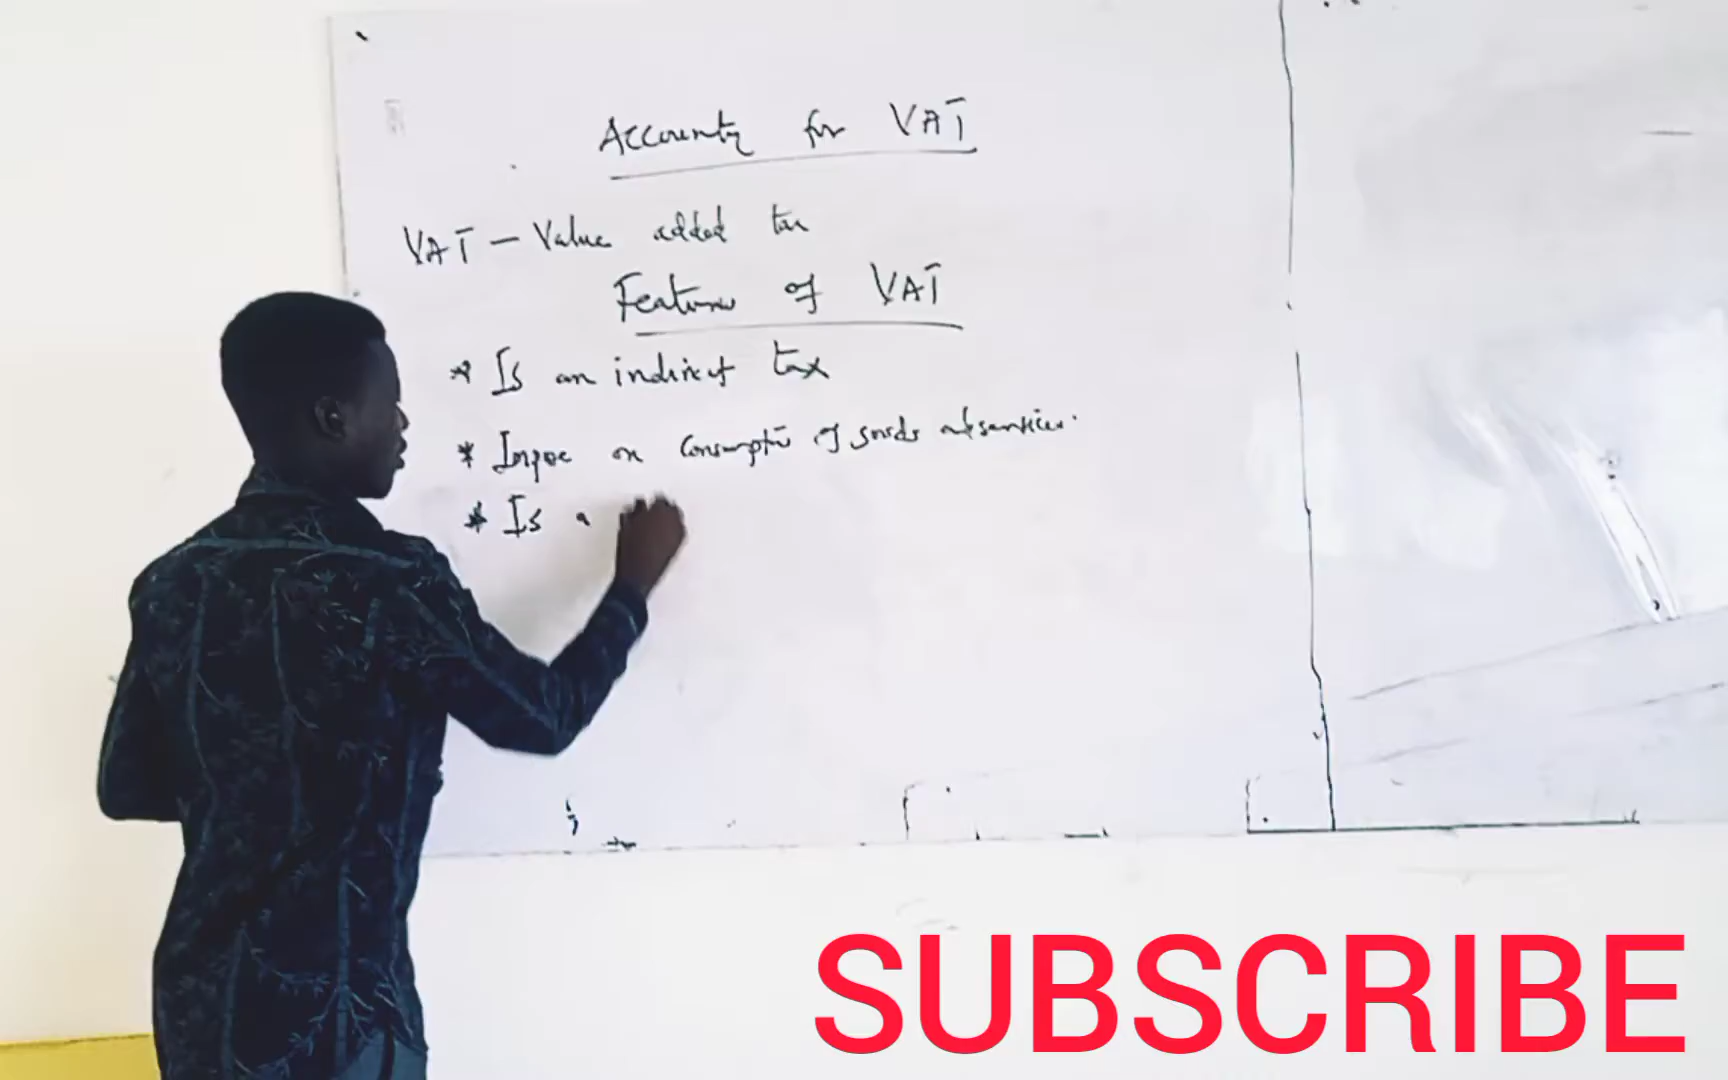 Accounts for VAT
VAT - Value added tax
Features of VAT
* Is an indirect tax
* Impose on consumption of goods and services.
* Is a
SUBSCRIBE